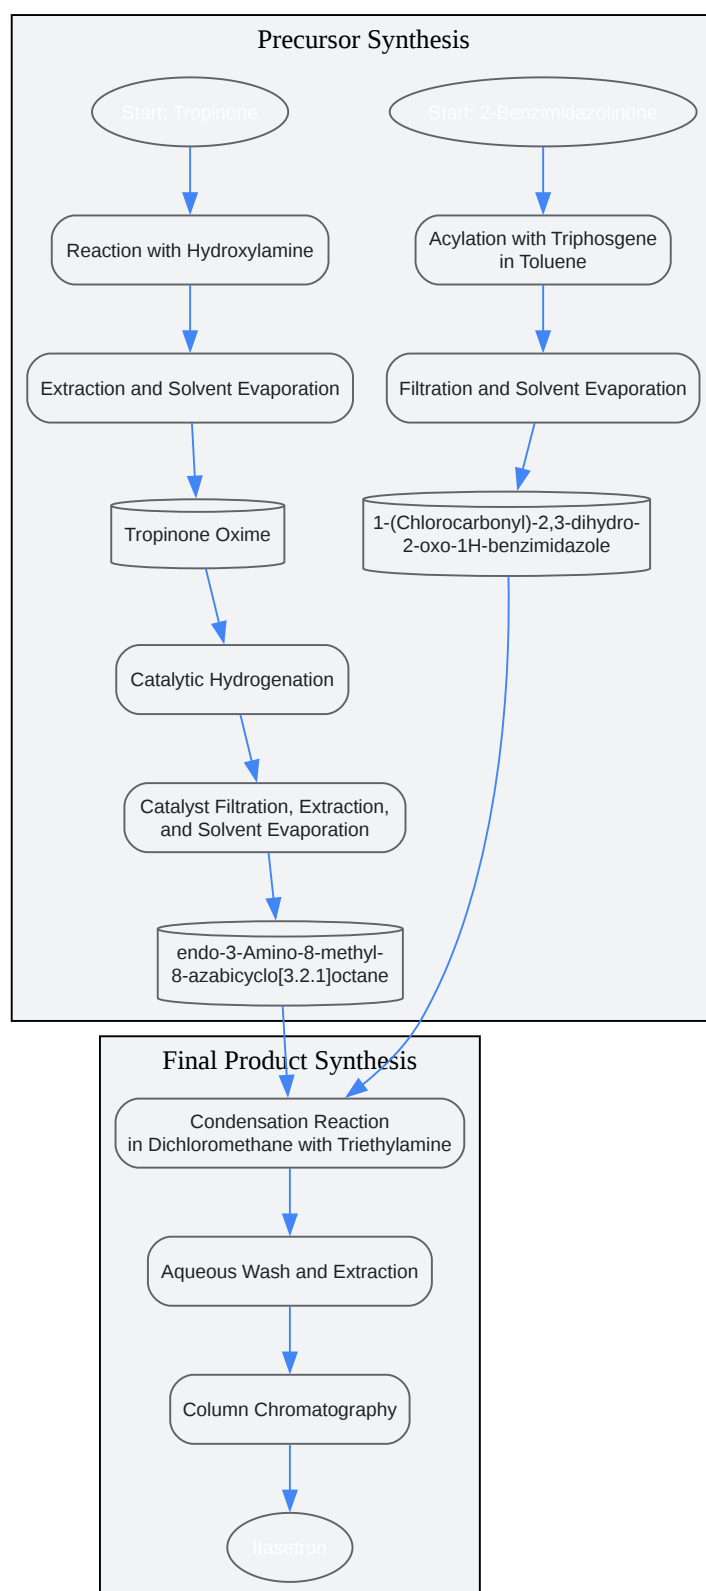 Precursor Synthesis
Start: Tropinone
Start: 2-Benzimidazolinone
Reaction with Hydroxylamine
Acylation with Triphosgene
in Toluene
Extraction and Solvent Evaporation
Filtration and Solvent Evaporation
Tropinone Oxime
1-(Chlorocarbonyl)-2,3-dihydro-
2-oxo-1H-benzimidazole
Catalytic Hydrogenation
Catalyst Filtration, Extraction,
and Solvent Evaporation
endo-3-Amino-8-methyl-
8-azabicyclo[3.2.1]octane
Final Product Synthesis
Condensation Reaction
in Dichloromethane with Triethylamine
Aqueous Wash and Extraction
Column Chromatography
Itasetron